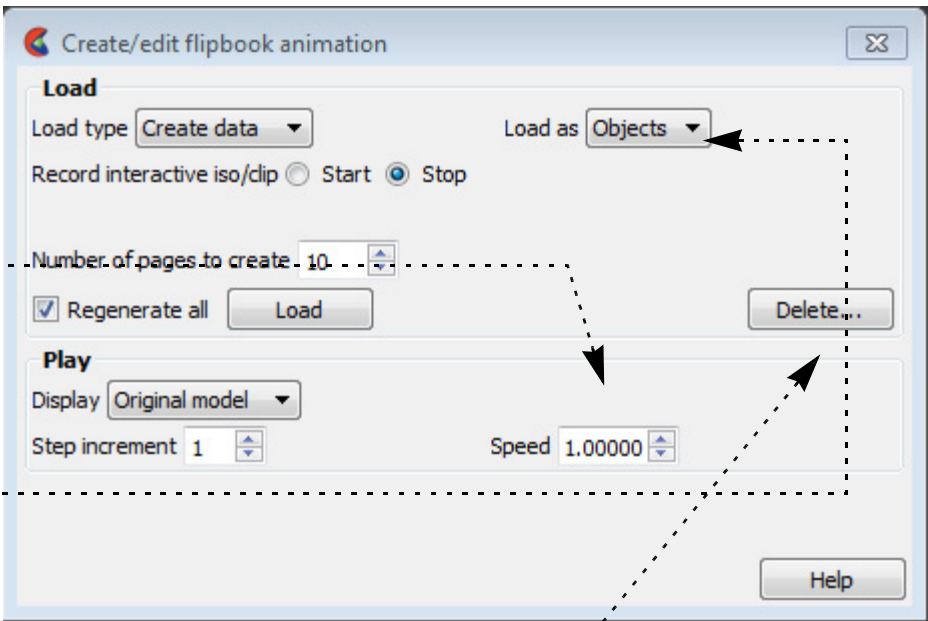 Create/edit flipbook animation
Load
Load type Create data Load as Objects
Record interactive iso/clip Start Stop
Number of pages to create 10
Regenerate all Load Delete...
Play
Display Original model
Step increment 1 Speed 1.00000
Help